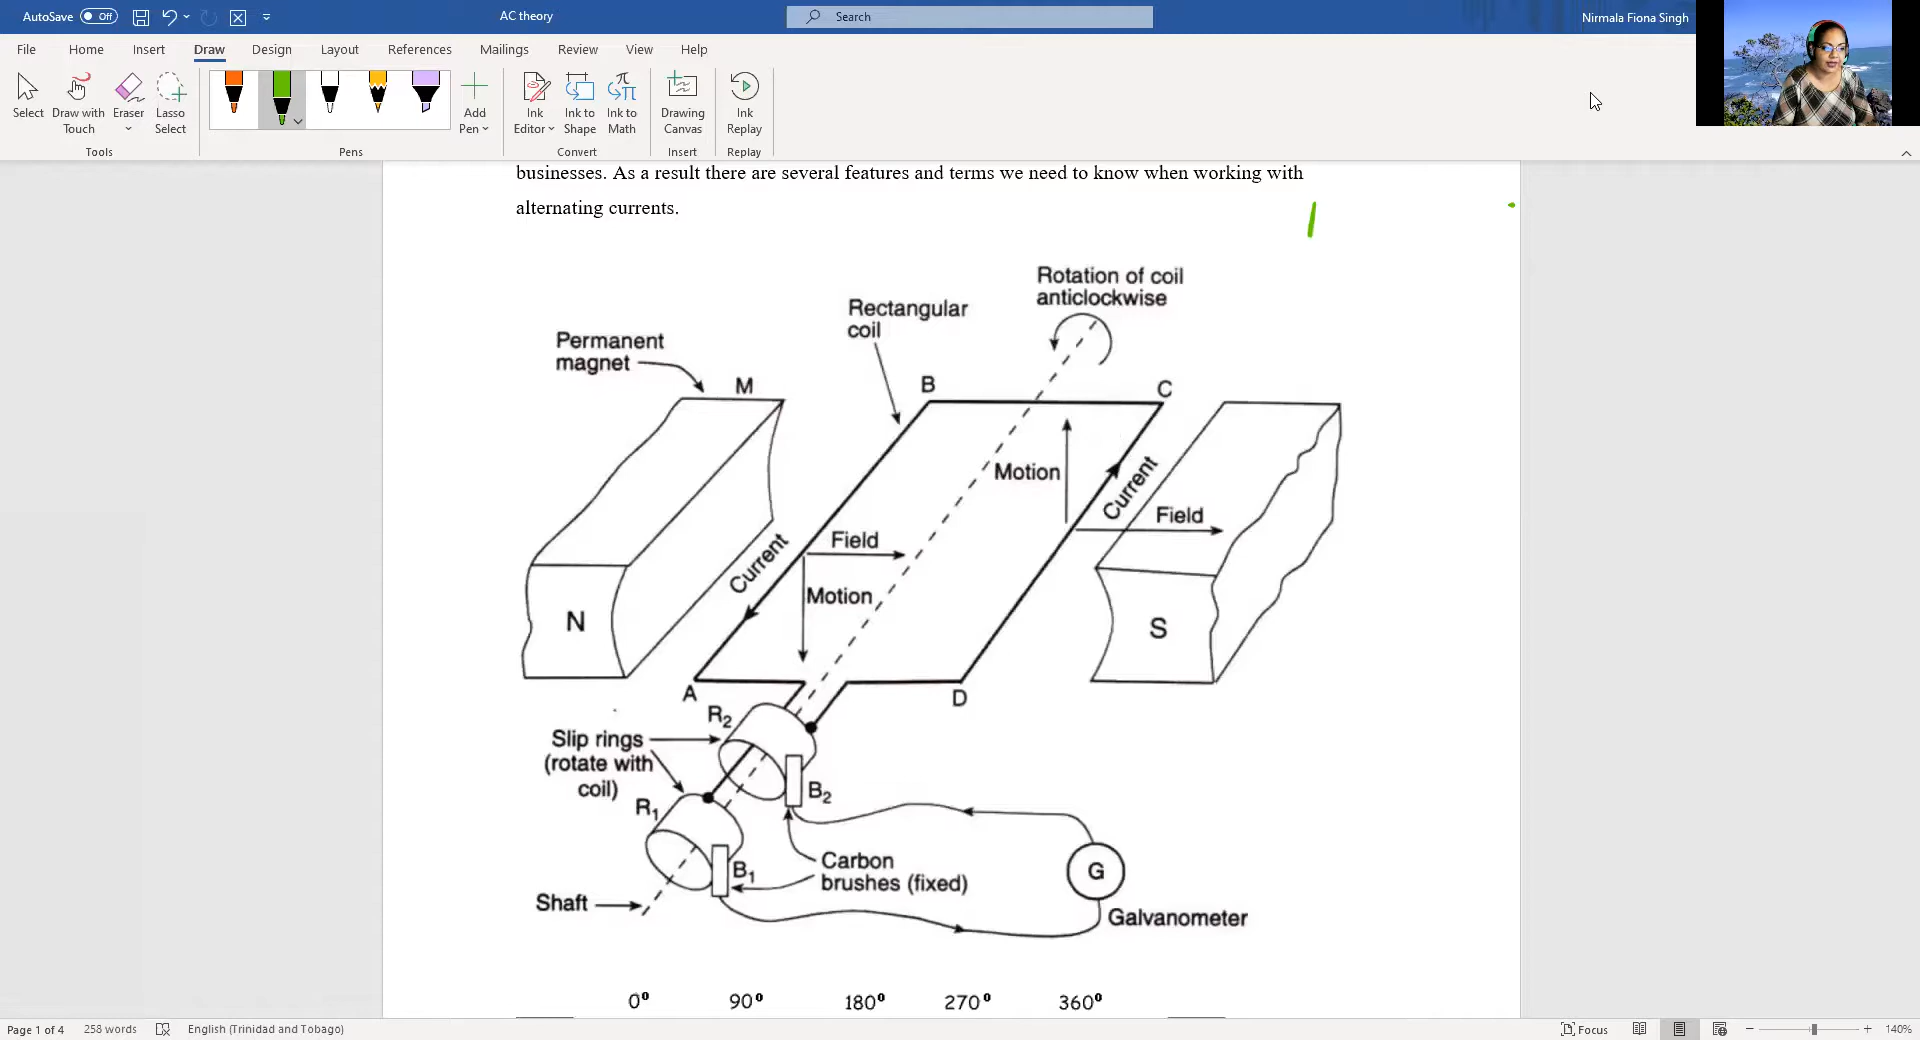 AutoSave Off
AC theory
Search
Nirmala Fiona Singh
File Home Insert Draw Design Layout References Mailings Review View Help
Select
Draw with Touch
Eraser
Lasso Select
Add Pen
Ink Editor
Ink to Shape
Ink to Math
Drawing Canvas
Ink Replay
Tools Pens Convert Insert Replay
businesses. As a result there are several features and terms we need to know when working with
alternating currents.
Rotation of coil
anticlockwise
Rectangular
coil
Permanent
magnet
M
B
C
Motion
Current
Field
Field
Current
Motion
N
S
A
D
R2
Slip rings
(rotate with
coil)
B2
R1
Carbon
brushes (fixed)
B1
G
Shaft
Galvanometer
0⁰ 90⁰ 180⁰ 270⁰ 360⁰
Page 1 of 4 258 words English (Trinidad and Tobago) Focus 140%